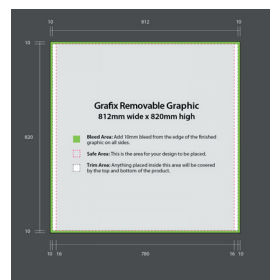 10 812 10
10
Grafix Removable Graphic
812mm wide x 820mm high
Bleed Area: Add 10mm bleed from the edge of the finished
graphic on all sides.
820
Safe Area: This is the area for your design to be placed.
Trim Area: Anything placed inside this area will be covered
by the top and bottom of the product.
10
10 16 780 16 10